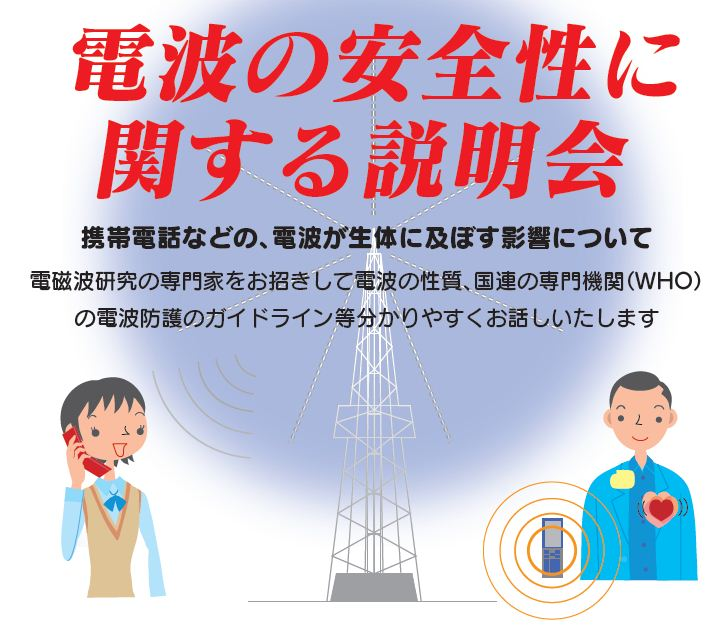 電波の安全性に
関する説明会
携帯電話などの、電波が生体に及ぼす影響について
電磁波研究の専門家をお招きして電波の性質、国連の専門機関（WHO）
の電波防護のガイドライン等分かりやすくお話しいたします